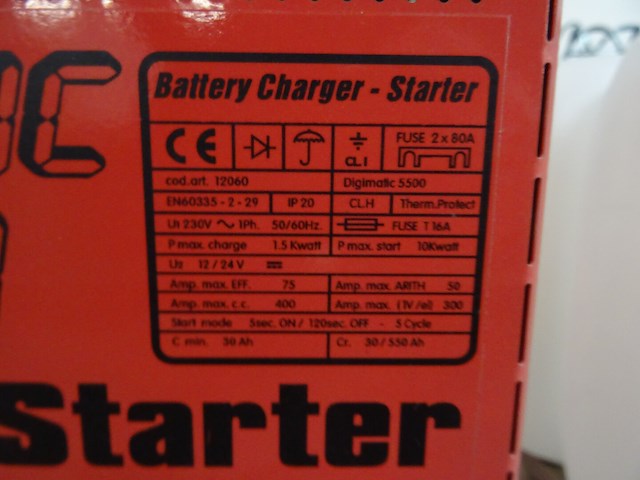 IC
Battery Charger - Starter
CE CL I FUSE 2 x 80A
cod.art. 12060 Digimatic 5500
EN60335 - 2 - 29 IP 20 CL.H Therm.Protect
U1 230V ~ 1Ph. 50/60Hz. FUSE T 16A
P max. charge 1.5 Kwatt P max. start 10Kwatt
U2 12 / 24 V
Amp. max. EFF. 75 Amp. max. ARITH 50
Amp. max. c.c. 400 Amp. max. (1V /el) 300
Start mode 5sec. ON / 120sec. OFF - 5 Cycle
C min. 30 Ah Cr. 30 / 550 Ah
Starter